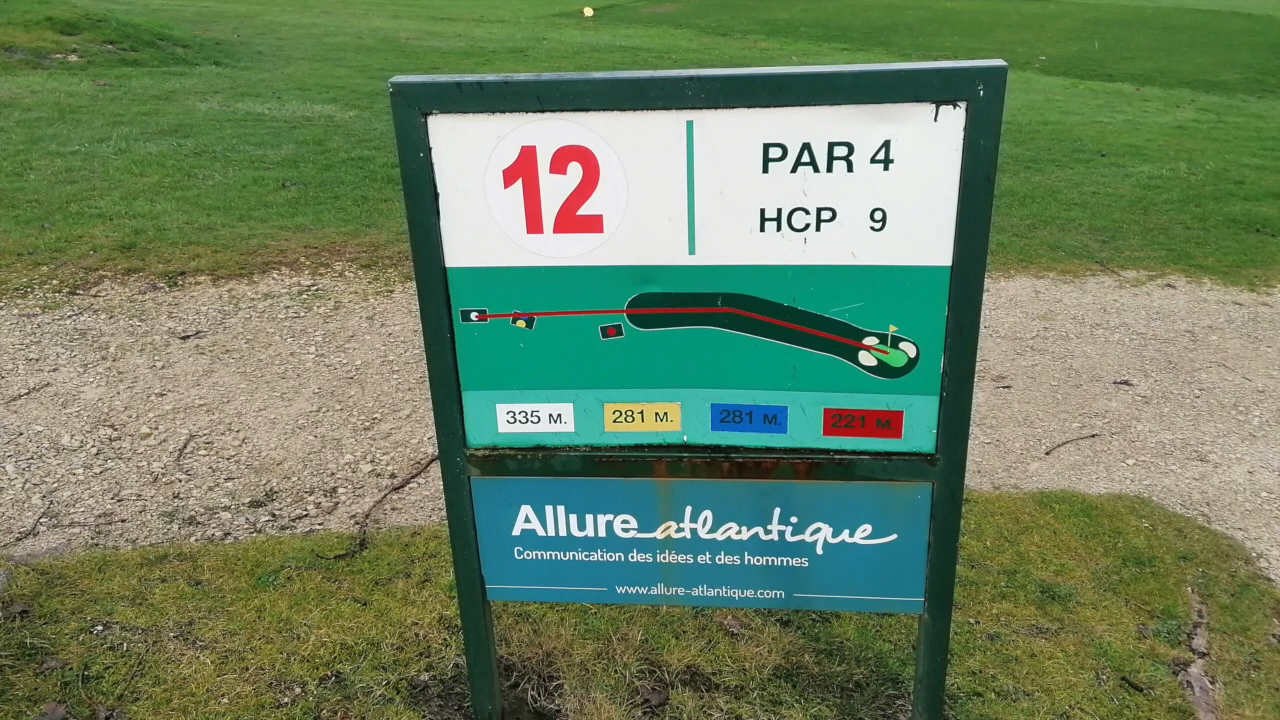 12
PAR 4
HCP 9
335 M.
281 M.
281 M.
221 M.
Allure atlantique
Communication des idées et des hommes
www.allure-atlantique.com